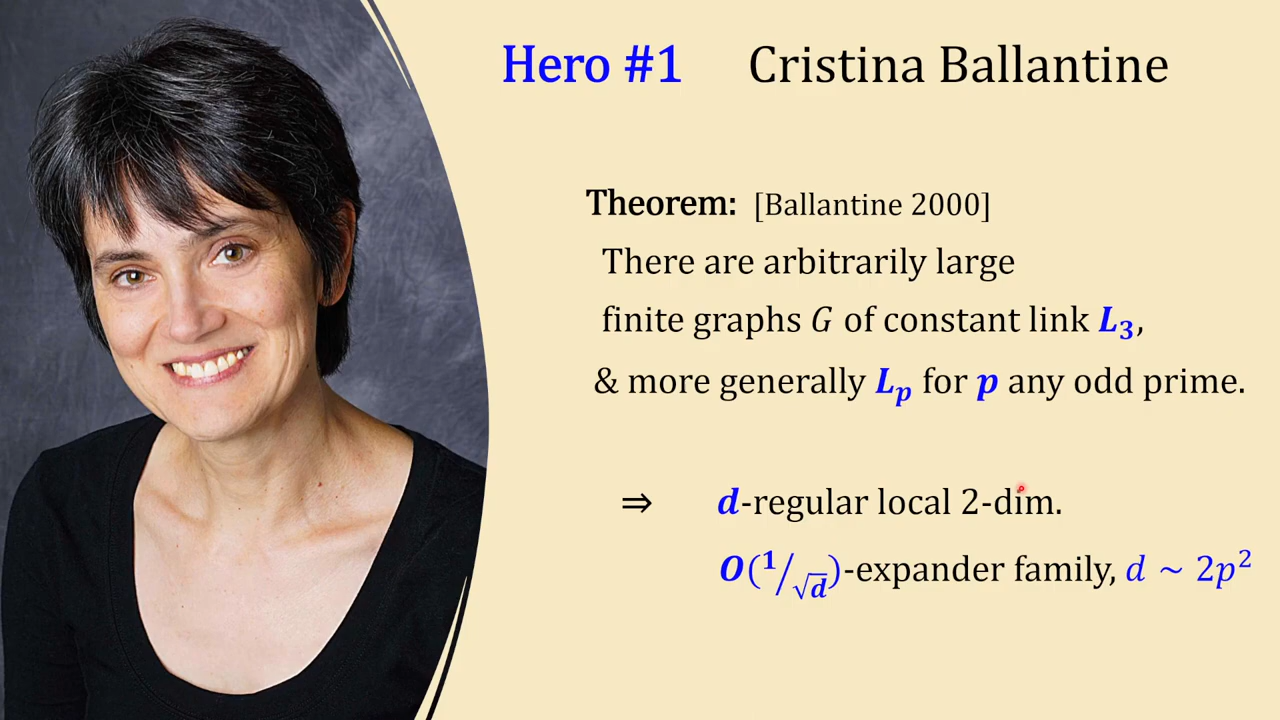 Hero #1 Cristina Ballantine
Theorem: [Ballantine 2000]
There are arbitrarily large
finite graphs G of constant link L₃,
& more generally Lₚ for p any odd prime.
⇒ d-regular local 2-dim.
O(1/√d)-expander family, d ~ 2p²